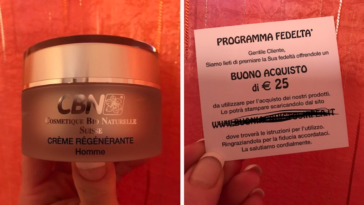 CBN
Cosmetique Bio Naturelle
Suisse
CRÈME RÉGÉNÉRANTE
Homme
PROGRAMMA FEDELTA'
Gentile Cliente,
Siamo lieti di premiare la Sua fedeltà offrendole un
BUONO ACQUISTO
di € 25
da utilizzare per l'acquisto dei nostri prodotti.
Lo potrà stampare scaricandolo dal sito
dove troverà le istruzioni per l'utilizzo.
Ringraziandola per la fiducia accordataci.
La salutiamo cordialmente.